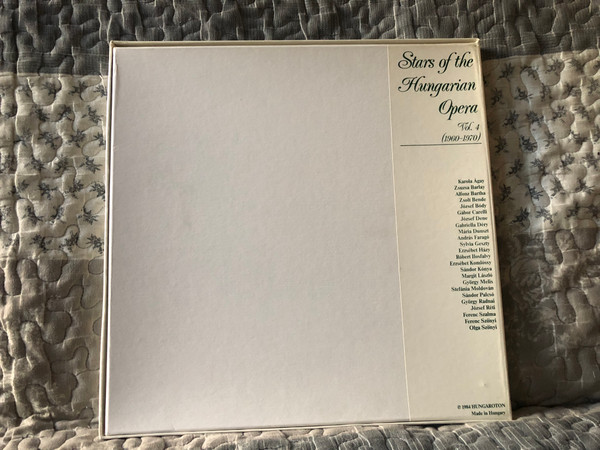 Stars of the
Hungarian
Opera
Vol. 4
(1960-1970)
Karola Ágay
Zsuzsa Barlay
Alfonz Bartha
Zsolt Bende
József Bódy
Gábor Carelli
József Dene
Gabriella Déry
Mária Dunszt
András Faragó
Sylvia Geszty
Erzsébet Házy
Róbert Ilosfalvy
Erzsébet Komlóssy
Sándor Kónya
Margit László
György Melis
Stefánia Moldován
Sándor Palcsó
György Radnai
József Réti
Ferenc Szalma
Ferenc Szőnyi
Olga Szőnyi
© 1984 HUNGAROTON
Made in Hungary